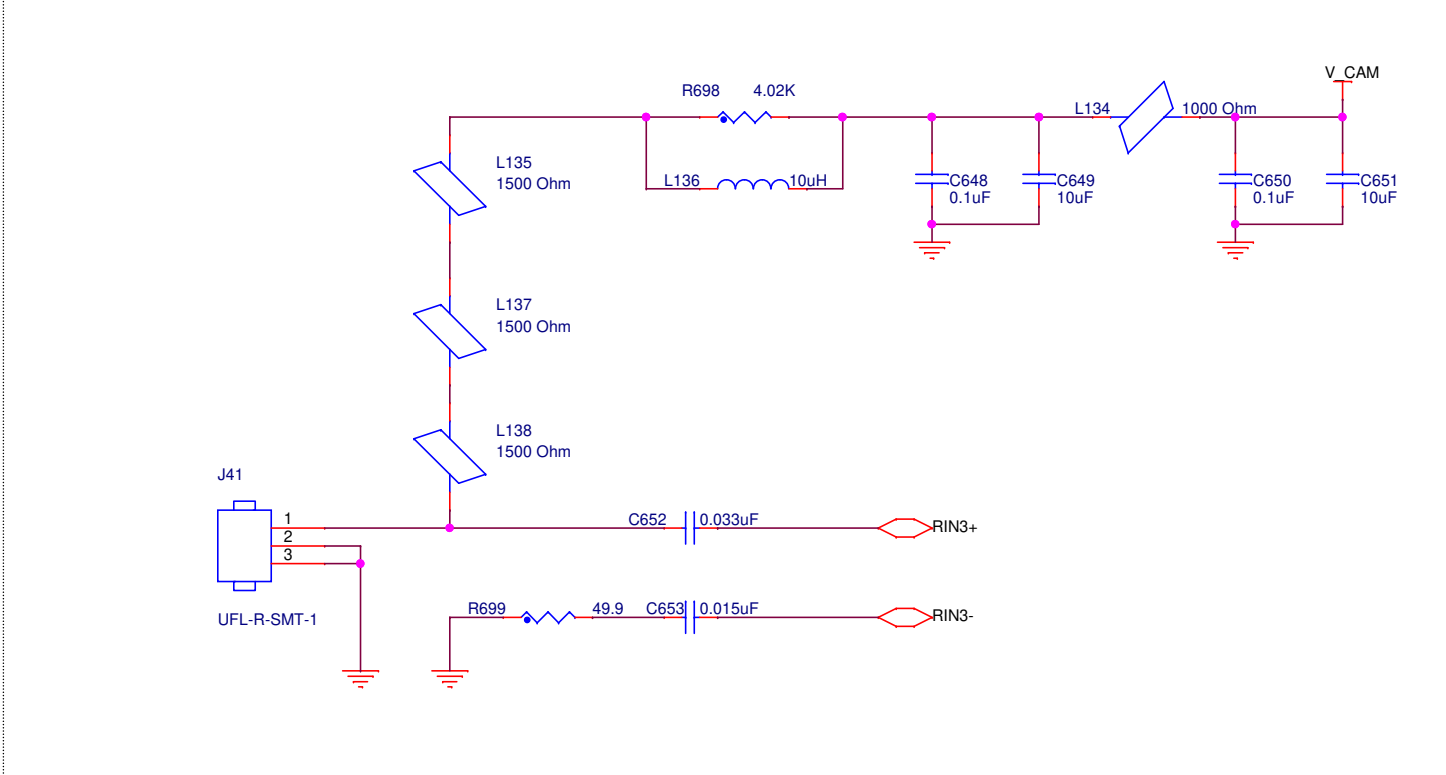 V_CAM
R698 4.02K
L134 1000 Ohm
L135
1500 Ohm
L136 10uH
C648
0.1uF
C649
10uF
C650
0.1uF
C651
10uF
L137
1500 Ohm
L138
1500 Ohm
J41
1
2
3
C652 0.033uF
RIN3+
R699 49.9
C653 0.015uF
RIN3-
UFL-R-SMT-1